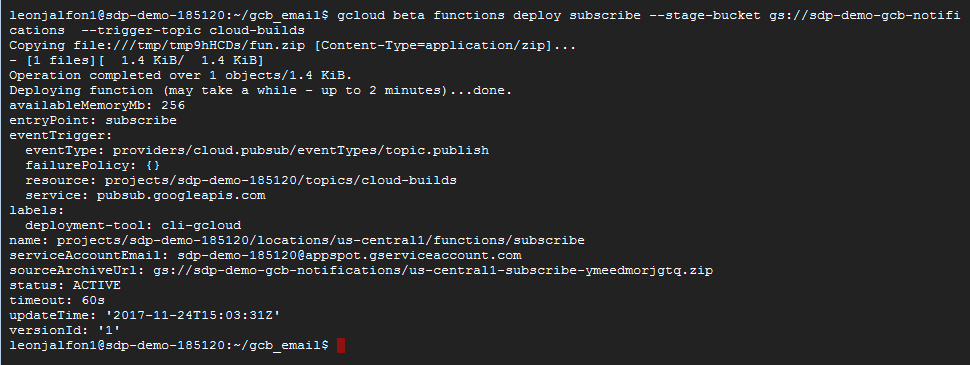 leonjalfon1@sdp-demo-185120:~/gcb_email$ gcloud beta functions deploy subscribe --stage-bucket gs://sdp-demo-gcb-notifi
cations  --trigger-topic cloud-builds
Copying file:///tmp/tmp9hHCDs/fun.zip [Content-Type=application/zip]...
- [1 files][  1.4 KiB/  1.4 KiB]
Operation completed over 1 objects/1.4 KiB.
Deploying function (may take a while - up to 2 minutes)...done.
availableMemoryMb: 256
entryPoint: subscribe
eventTrigger:
  eventType: providers/cloud.pubsub/eventTypes/topic.publish
  failurePolicy: {}
  resource: projects/sdp-demo-185120/topics/cloud-builds
  service: pubsub.googleapis.com
labels:
  deployment-tool: cli-gcloud
name: projects/sdp-demo-185120/locations/us-central1/functions/subscribe
serviceAccountEmail: sdp-demo-185120@appspot.gserviceaccount.com
sourceArchiveUrl: gs://sdp-demo-gcb-notifications/us-central1-subscribe-ymeedmorjgtq.zip
status: ACTIVE
timeout: 60s
updateTime: '2017-11-24T15:03:31Z'
versionId: '1'
leonjalfon1@sdp-demo-185120:~/gcb_email$